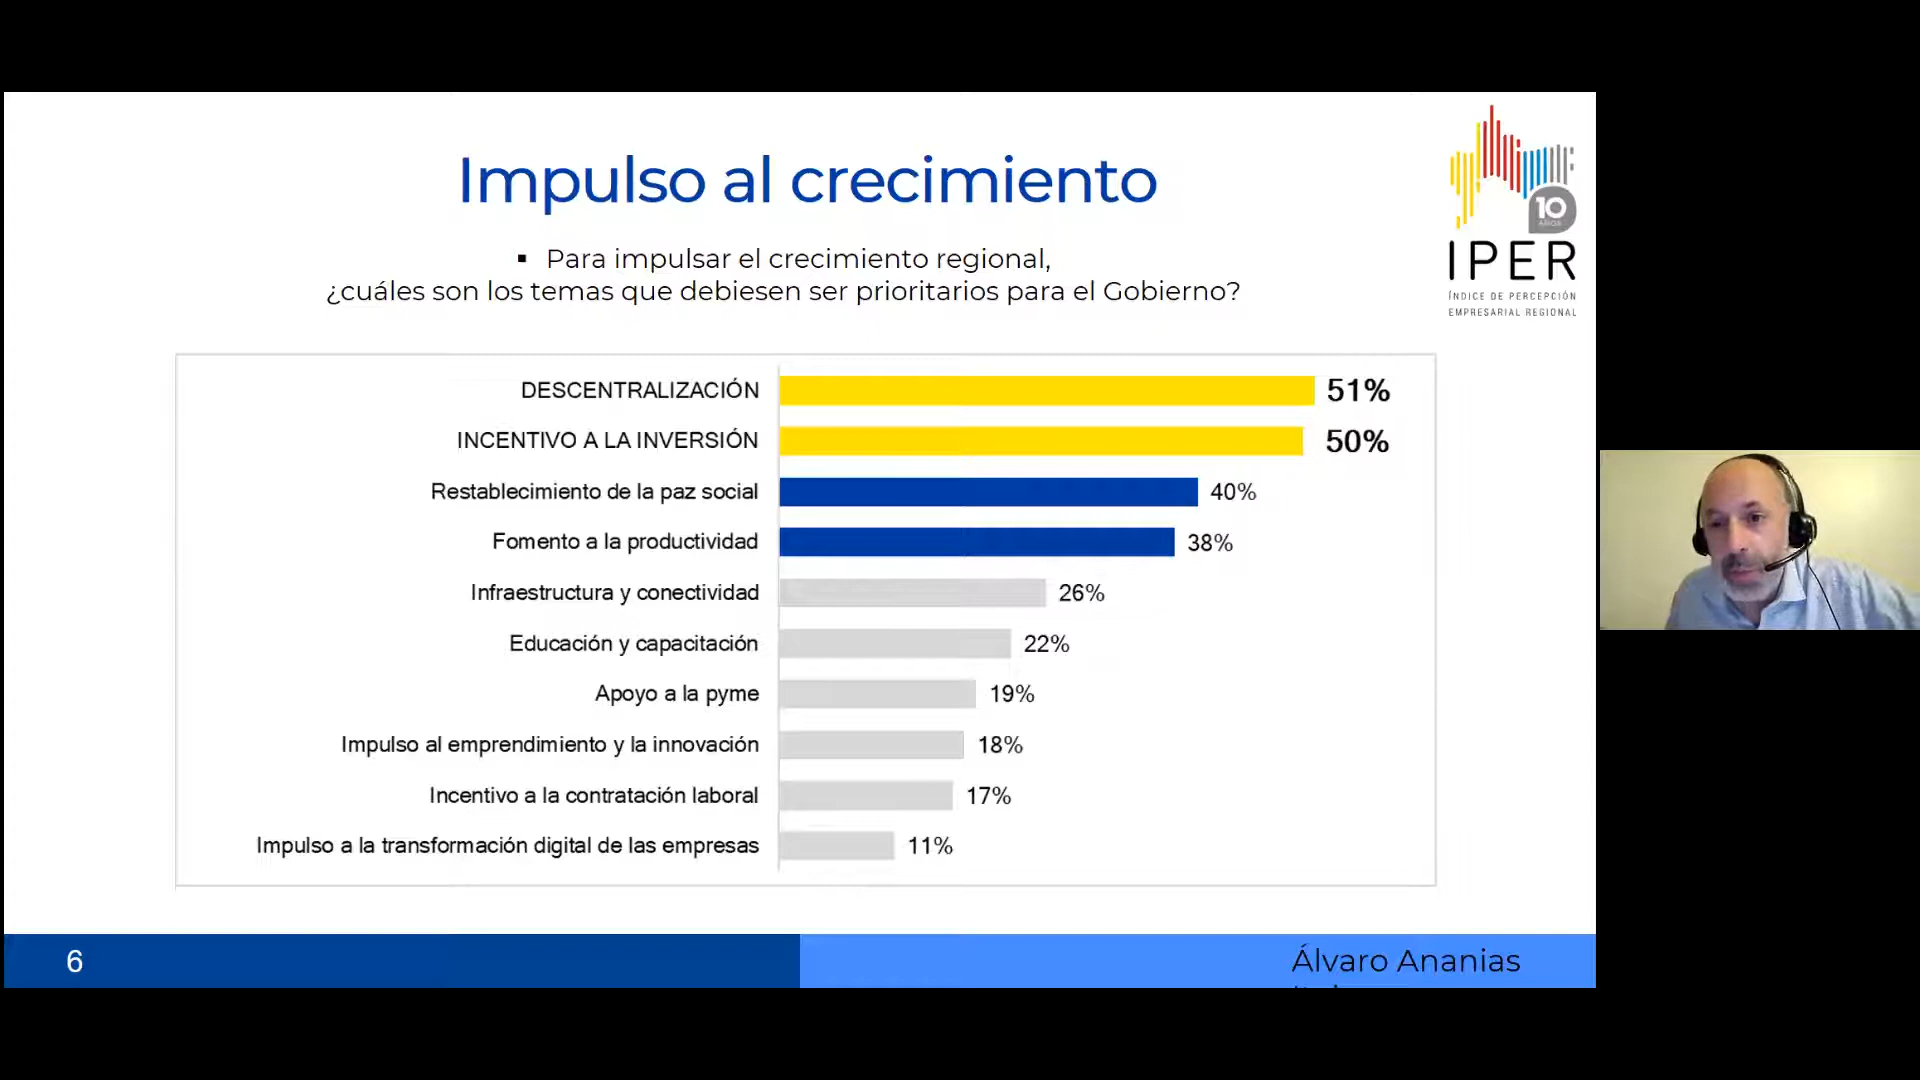 Impulso al crecimiento
▪ Para impulsar el crecimiento regional,
¿cuáles son los temas que debiesen ser prioritarios para el Gobierno?
10
AÑOS
IPER
ÍNDICE DE PERCEPCIÓN
EMPRESARIAL REGIONAL
DESCENTRALIZACIÓN 51%
INCENTIVO A LA INVERSIÓN 50%
Restablecimiento de la paz social 40%
Fomento a la productividad 38%
Infraestructura y conectividad 26%
Educación y capacitación 22%
Apoyo a la pyme 19%
Impulso al emprendimiento y la innovación 18%
Incentivo a la contratación laboral 17%
Impulso a la transformación digital de las empresas 11%
6
Álvaro Ananias